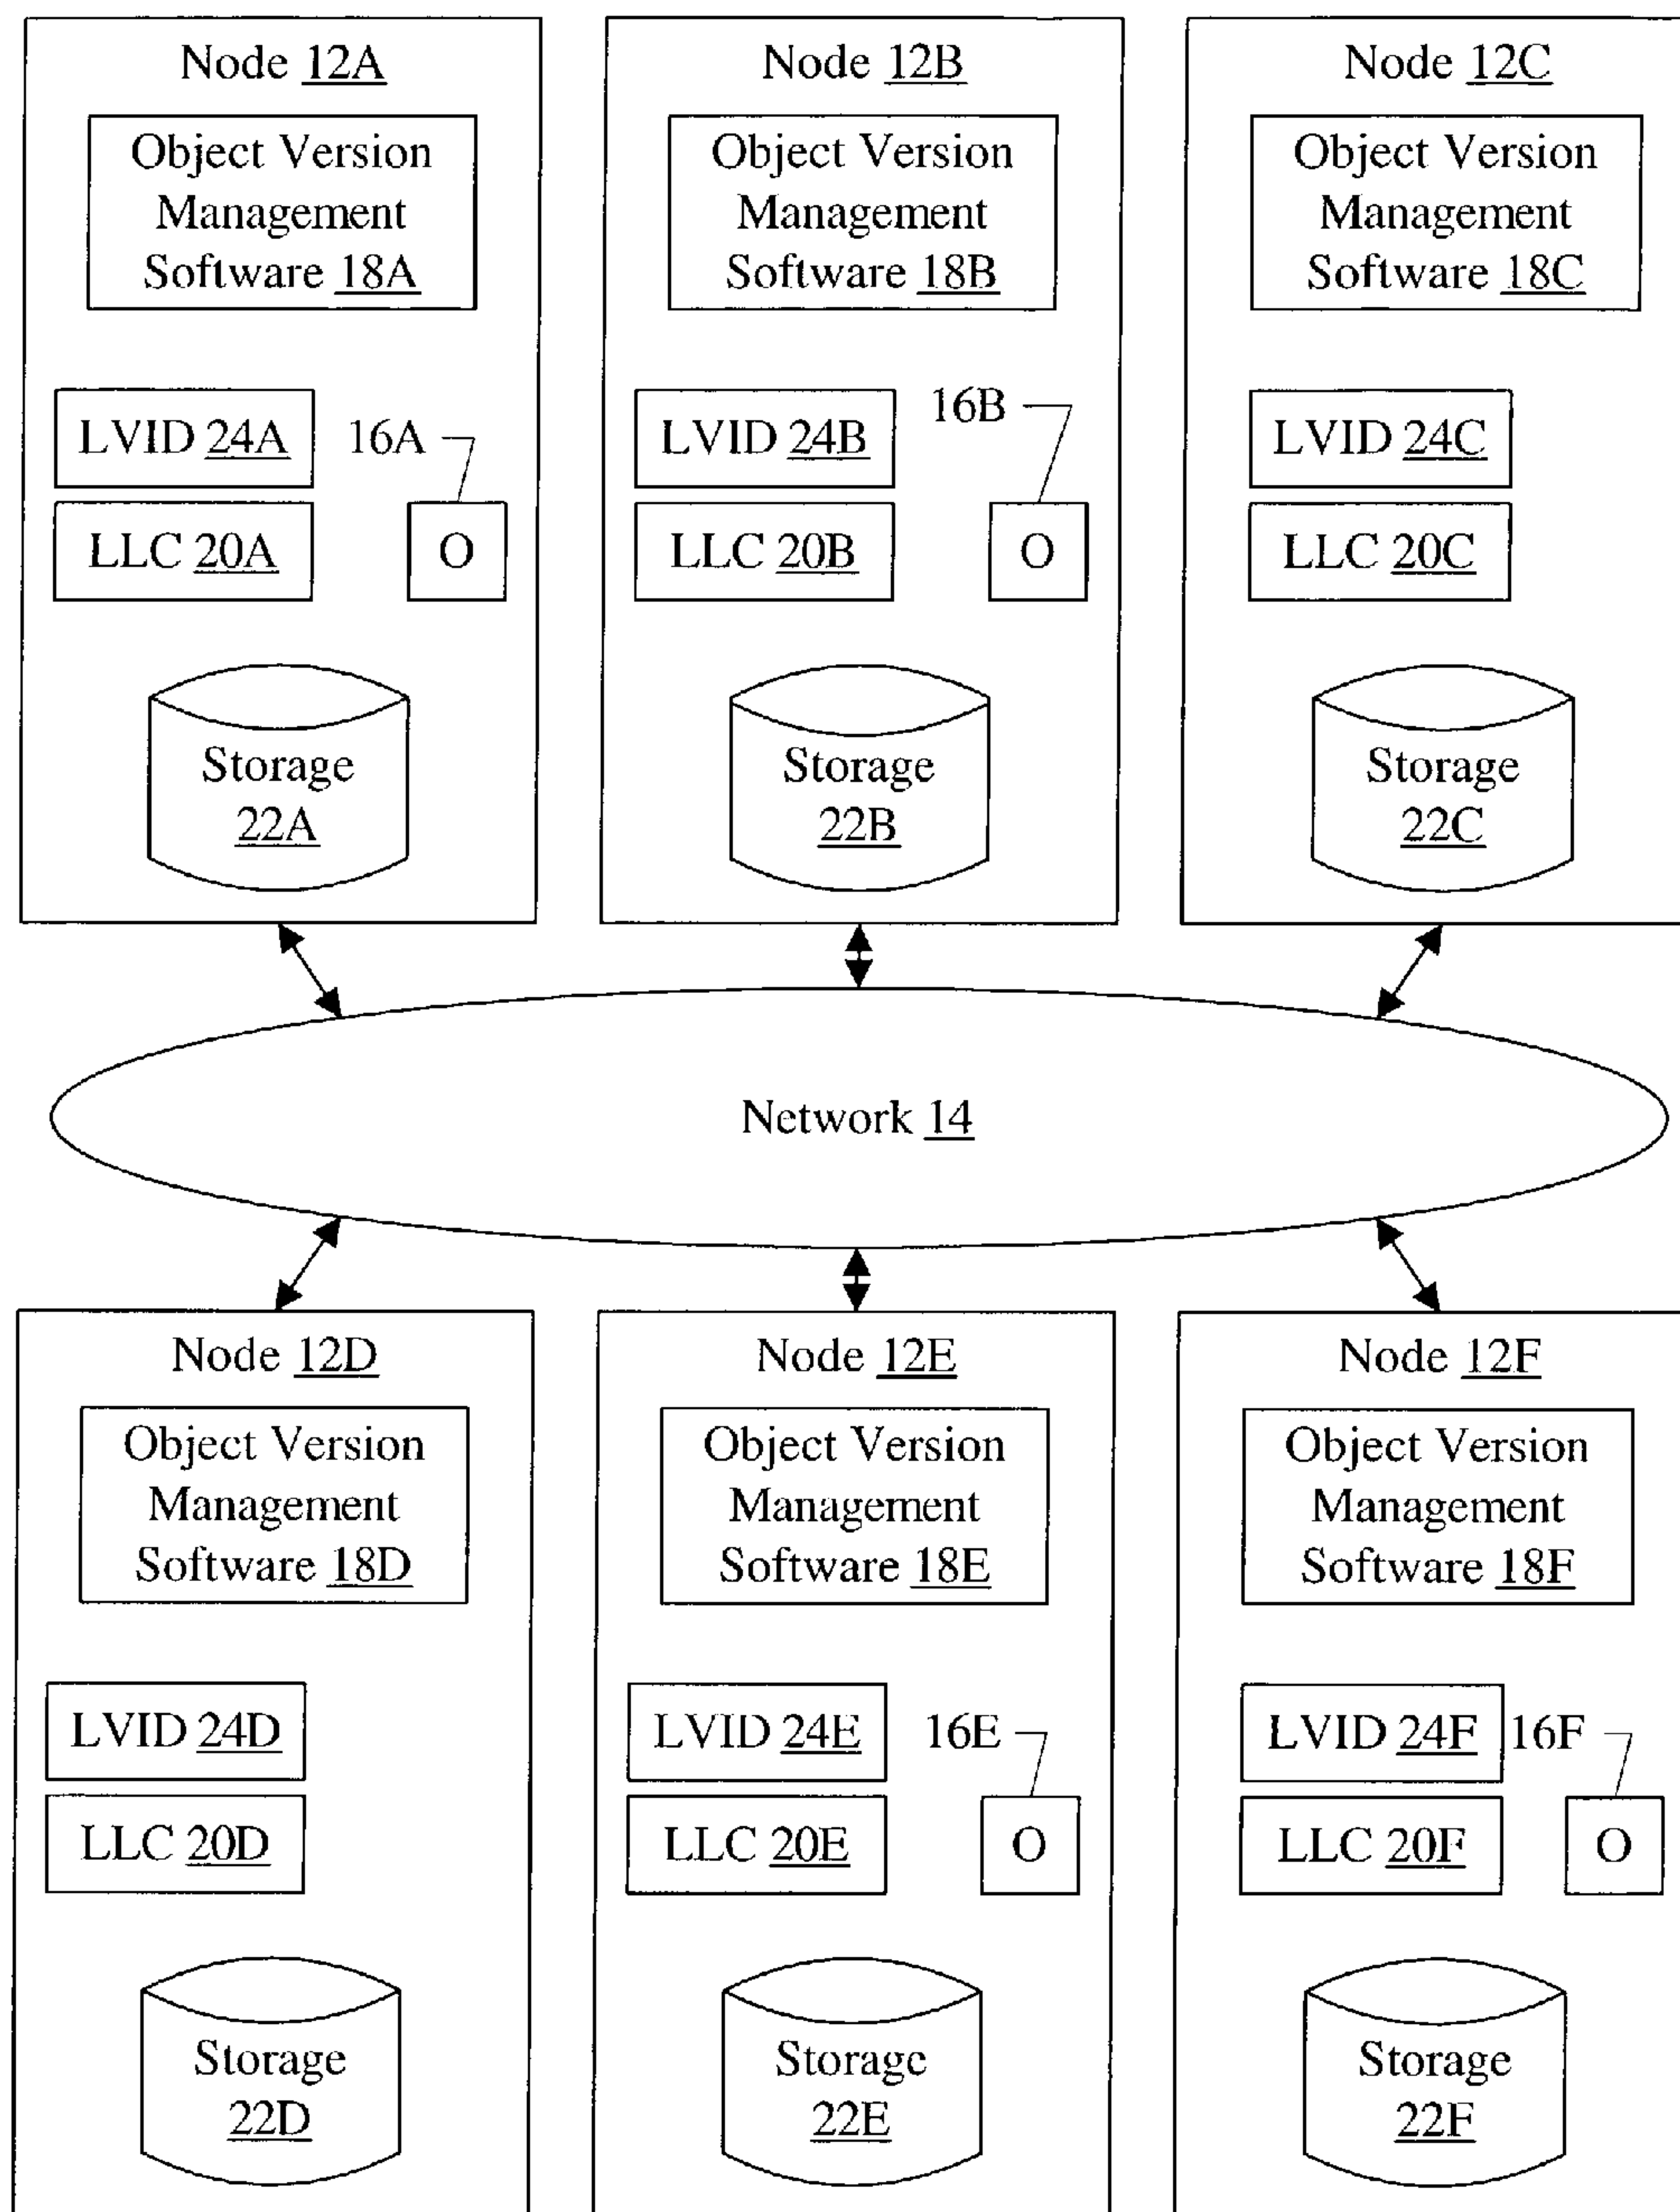 Node 12A
Object Version
Management
Software 18A
LVID 24A
16A
LLC 20A
O
Storage
22A
Node 12B
Object Version
Management
Software 18B
LVID 24B
16B
LLC 20B
O
Storage
22B
Node 12C
Object Version
Management
Software 18C
LVID 24C
LLC 20C
Storage
22C
Network 14
Node 12D
Object Version
Management
Software 18D
LVID 24D
LLC 20D
Storage
22D
Node 12E
Object Version
Management
Software 18E
LVID 24E
16E
LLC 20E
O
Storage
22E
Node 12F
Object Version
Management
Software 18F
LVID 24F
16F
LLC 20F
O
Storage
22F